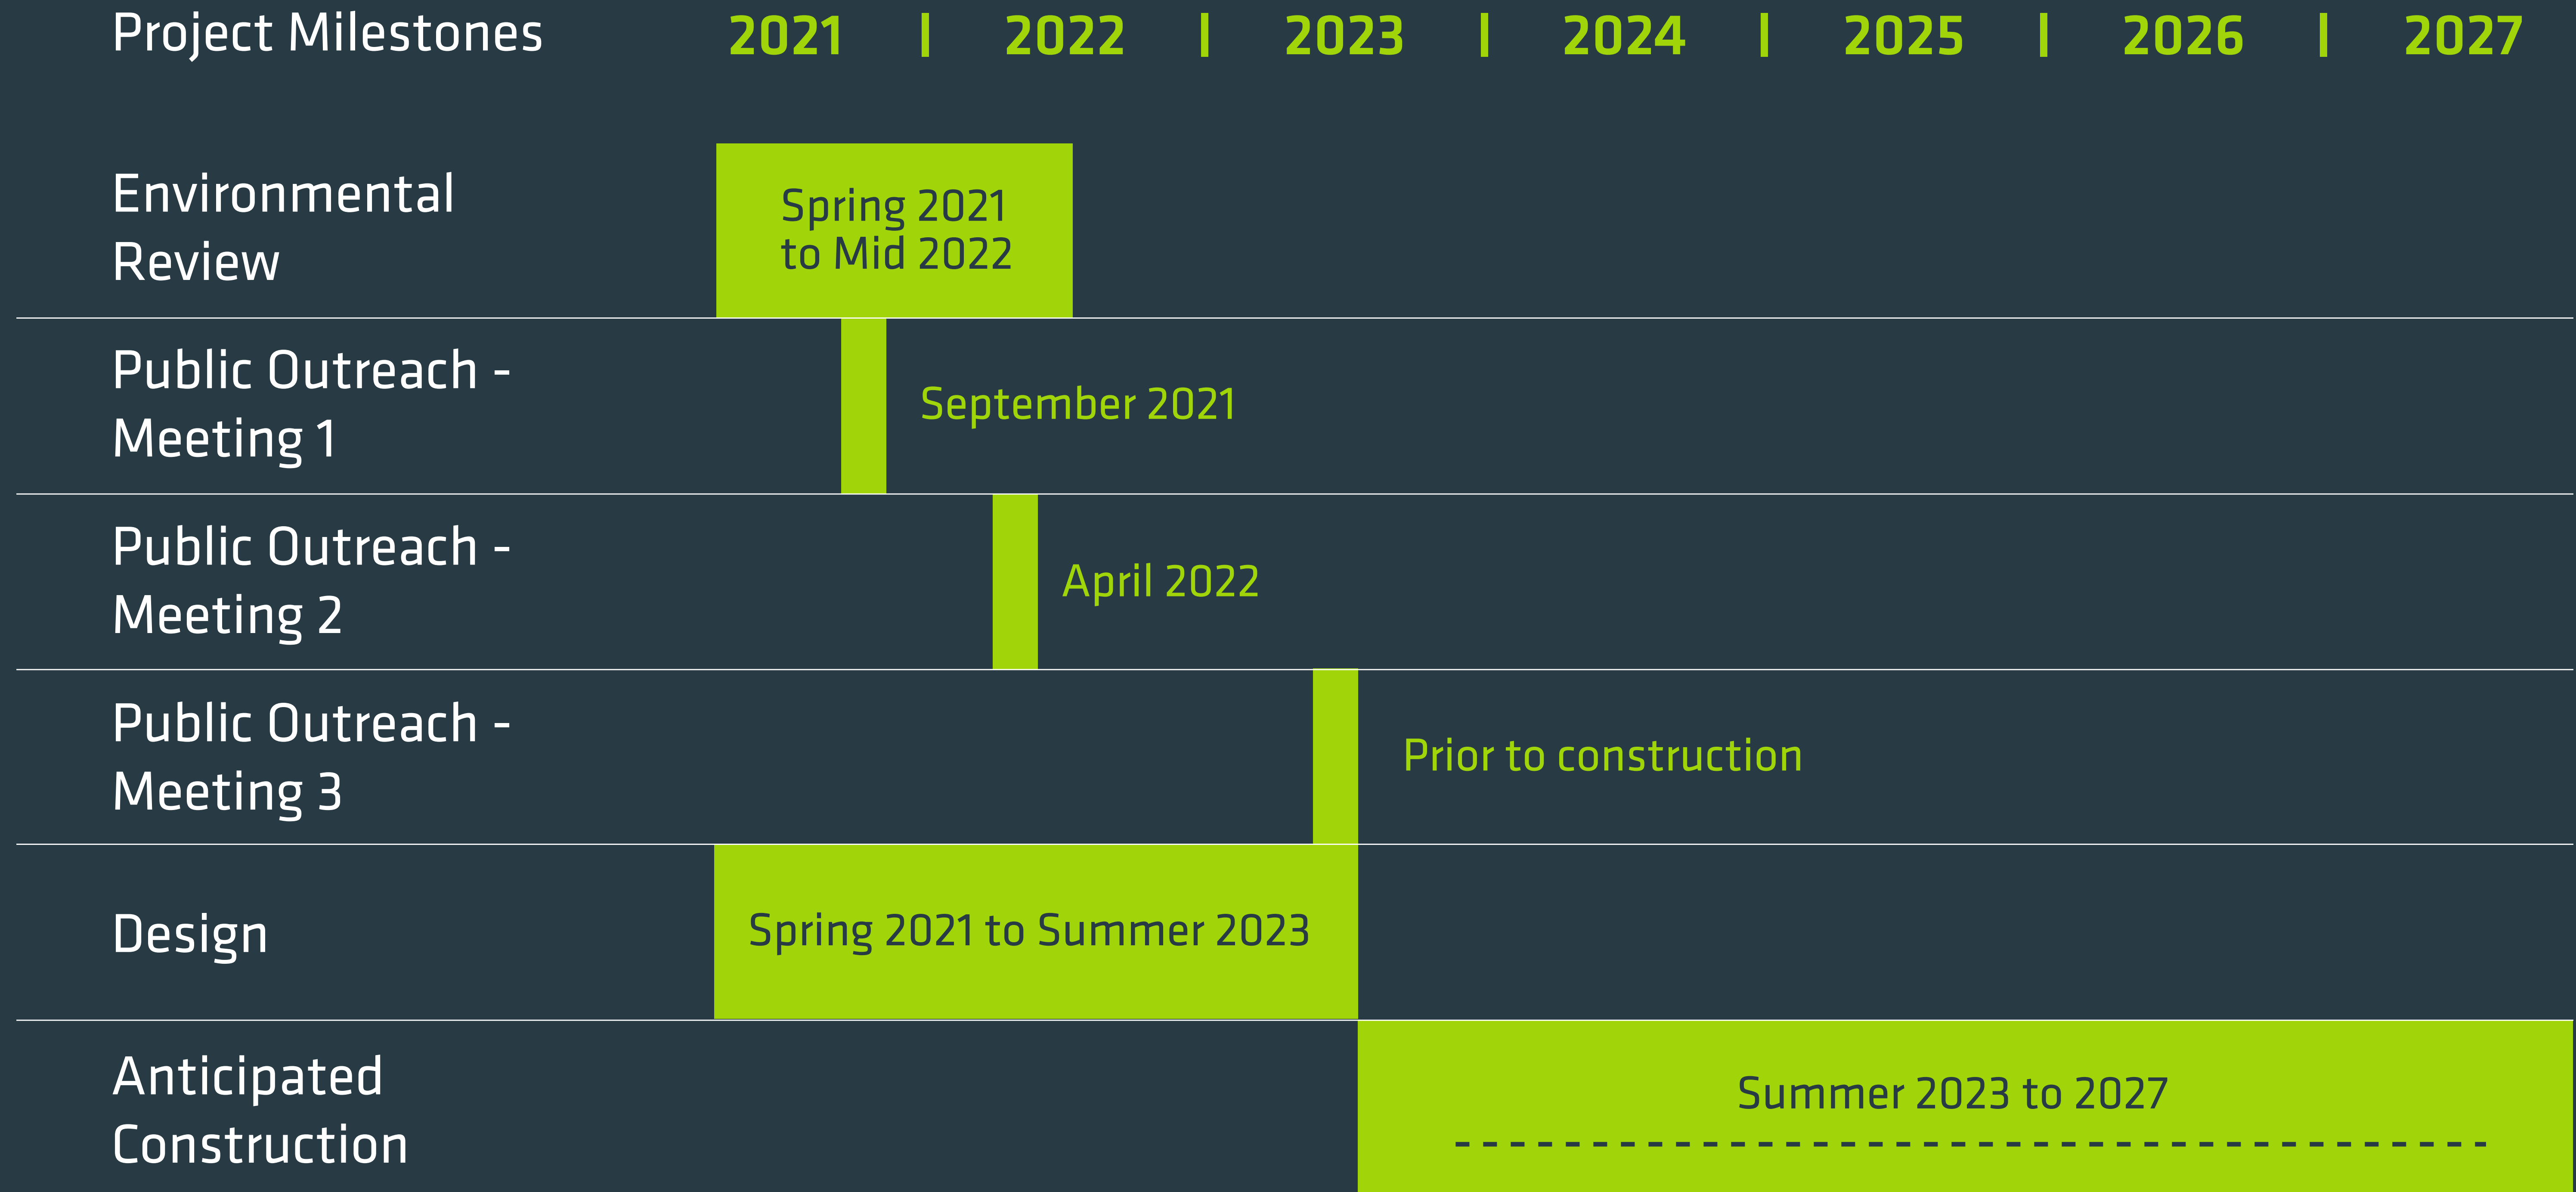 Project Milestones 2021 | 2022 | 2023 | 2024 | 2025 | 2026 | 2027
Environmental
Review
Spring 2021
to Mid 2022
Public Outreach -
Meeting 1
September 2021
Public Outreach -
Meeting 2
April 2022
Public Outreach -
Meeting 3
Prior to construction
Design
Spring 2021 to Summer 2023
Anticipated
Construction
Summer 2023 to 2027